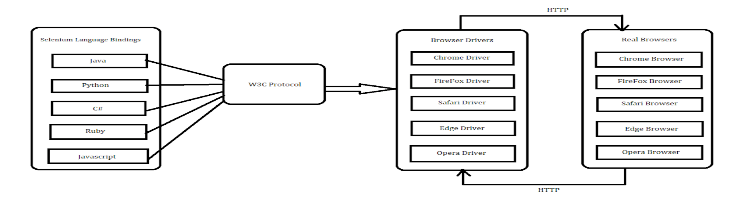 HTTP
Selenium Language Bindings
Java
Python
C#
Ruby
Javascript
W3C Protocol
Browser Drivers
Chrome Driver
FireFox Driver
Safari Driver
Edge Driver
Opera Driver
Real Browsers
Chrome Browser
FireFox Browser
Safari Browser
Edge Browser
Opera Browser
HTTP